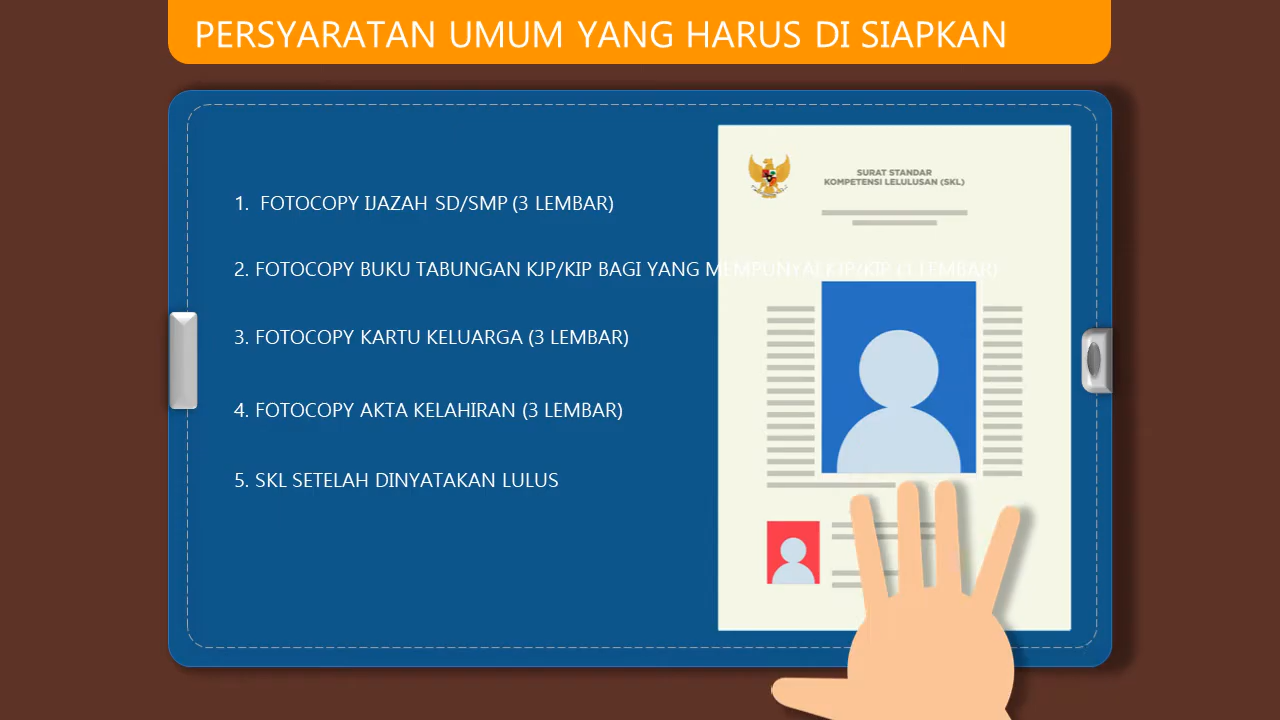 PERSYARATAN UMUM YANG HARUS DI SIAPKAN
1. FOTOCOPY IJAZAH SD/SMP (3 LEMBAR)
2. FOTOCOPY BUKU TABUNGAN KJP/KIP BAGI YANG MEMPUNYAI KJP/KIP (3 LEMBAR)
3. FOTOCOPY KARTU KELUARGA (3 LEMBAR)
4. FOTOCOPY AKTA KELAHIRAN (3 LEMBAR)
5. SKL SETELAH DINYATAKAN LULUS
SURAT STANDAR
KOMPETENSI LELULUSAN (SKL)